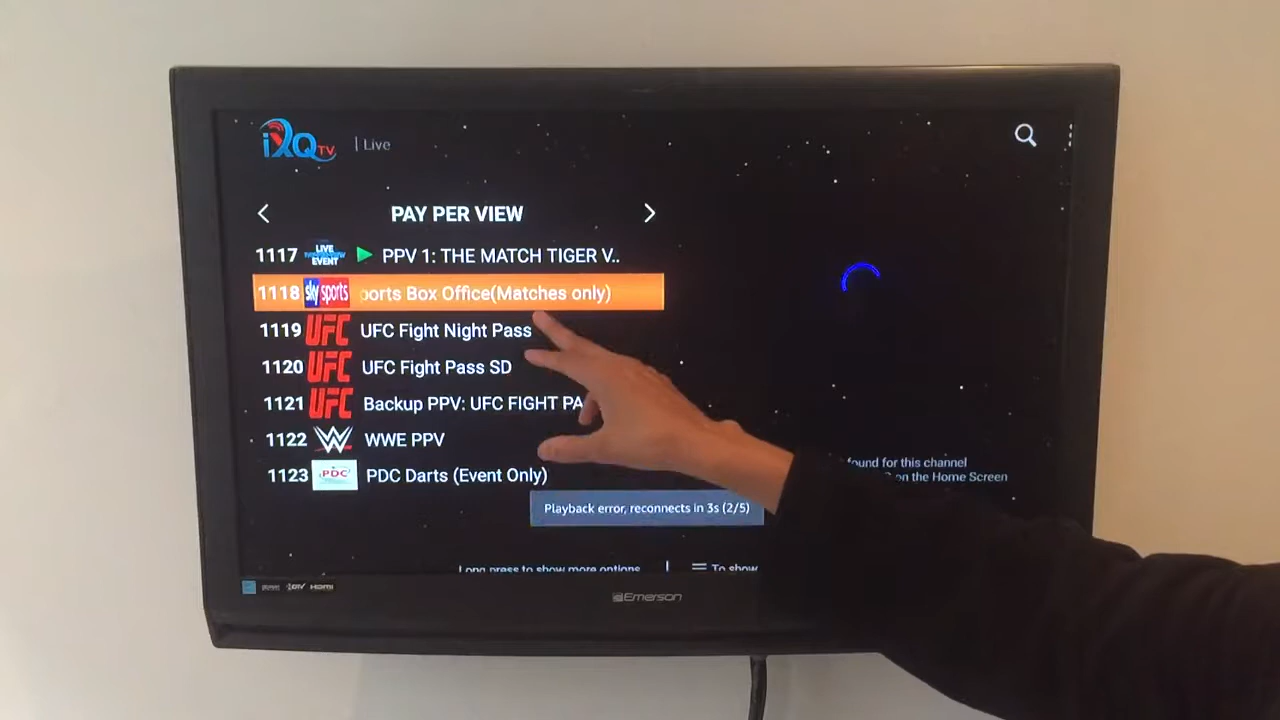 i2QTV | Live
PAY PER VIEW
1117 LIVE EVENT PPV 1: THE MATCH TIGER V..
1118 sky sports ports Box Office(Matches only)
1119 UFC UFC Fight Night Pass
1120 UFC UFC Fight Pass SD
1121 UFC Backup PPV: UFC FIGHT PA
1122 W WWE PPV
1123 PDC PDC Darts (Event Only)
found for this channel
on the Home Screen
Playback error, reconnects in 3s (2/5)
Long press to show more options | To show
HDMI
Emerson